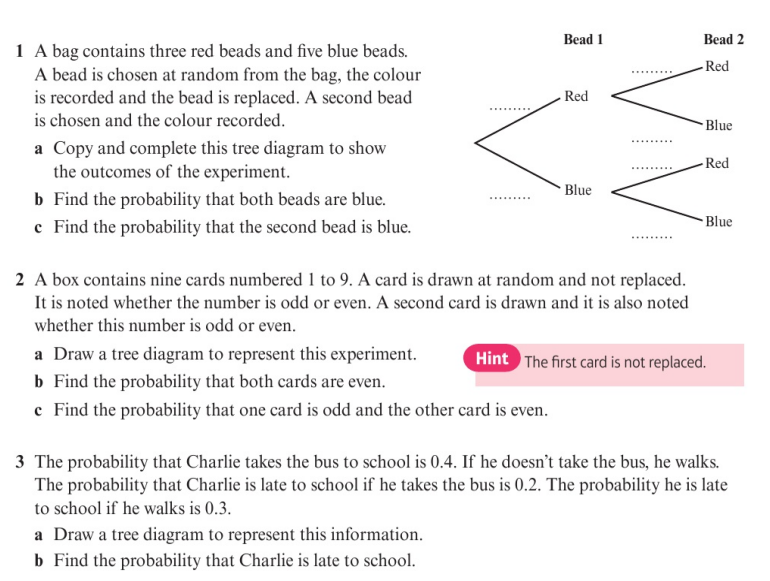 1 A bag contains three red beads and five blue beads.
A bead is chosen at random from the bag, the colour
is recorded and the bead is replaced. A second bead
is chosen and the colour recorded.
a Copy and complete this tree diagram to show
the outcomes of the experiment.
b Find the probability that both beads are blue.
c Find the probability that the second bead is blue.
Bead 1
Bead 2
.........
Red
Red
.........
Blue
.........
.........
Red
Blue
.........
Blue
.........
2 A box contains nine cards numbered 1 to 9. A card is drawn at random and not replaced.
It is noted whether the number is odd or even. A second card is drawn and it is also noted
whether this number is odd or even.
a Draw a tree diagram to represent this experiment.
Hint The first card is not replaced.
b Find the probability that both cards are even.
c Find the probability that one card is odd and the other card is even.
3 The probability that Charlie takes the bus to school is 0.4. If he doesn’t take the bus, he walks.
The probability that Charlie is late to school if he takes the bus is 0.2. The probability he is late
to school if he walks is 0.3.
a Draw a tree diagram to represent this information.
b Find the probability that Charlie is late to school.